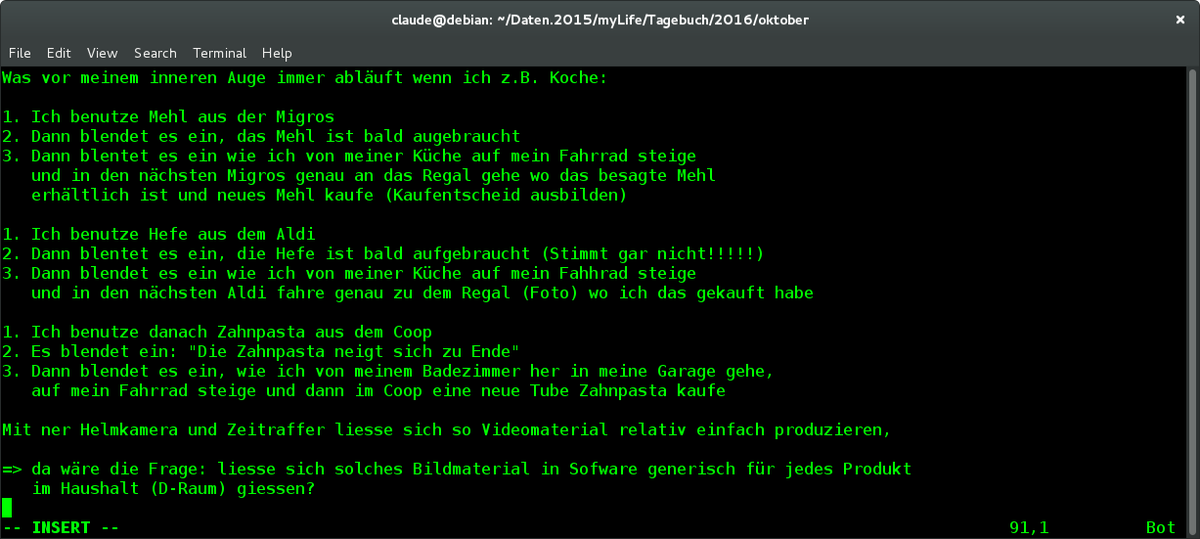 claude@debian: ~/Daten.2015/myLife/Tagebuch/2016/oktober
×
File Edit View Search Terminal Help
Was vor meinem inneren Auge immer abläuft wenn ich z.B. Koche:
1. Ich benutze Mehl aus der Migros
2. Dann blendet es ein, das Mehl ist bald augebraucht
3. Dann blentet es ein wie ich von meiner Küche auf mein Fahrrad steige
und in den nächsten Migros genau an das Regal gehe wo das besagte Mehl
erhältlich ist und neues Mehl kaufe (Kaufentscheid ausbilden)
1. Ich benutze Hefe aus dem Aldi
2. Dann blentet es ein, die Hefe ist bald aufgebraucht (Stimmt gar nicht!!!!!)
3. Dann blendet es ein wie ich von meiner Küche auf mein Fahhrad steige
und in den nächsten Aldi fahre genau zu dem Regal (Foto) wo ich das gekauft habe
1. Ich benutze danach Zahnpasta aus dem Coop
2. Es blendet ein: "Die Zahnpasta neigt sich zu Ende"
3. Dann blendet es ein, wie ich von meinem Badezimmer her in meine Garage gehe,
auf mein Fahrrad steige und dann im Coop eine neue Tube Zahnpasta kaufe
Mit ner Helmkamera und Zeitraffer liesse sich so Videomaterial relativ einfach produzieren,
=> da wäre die Frage: liesse sich solches Bildmaterial in Sofware generisch für jedes Produkt
im Haushalt (D-Raum) giessen?
-- INSERT -- 91,1 Bot